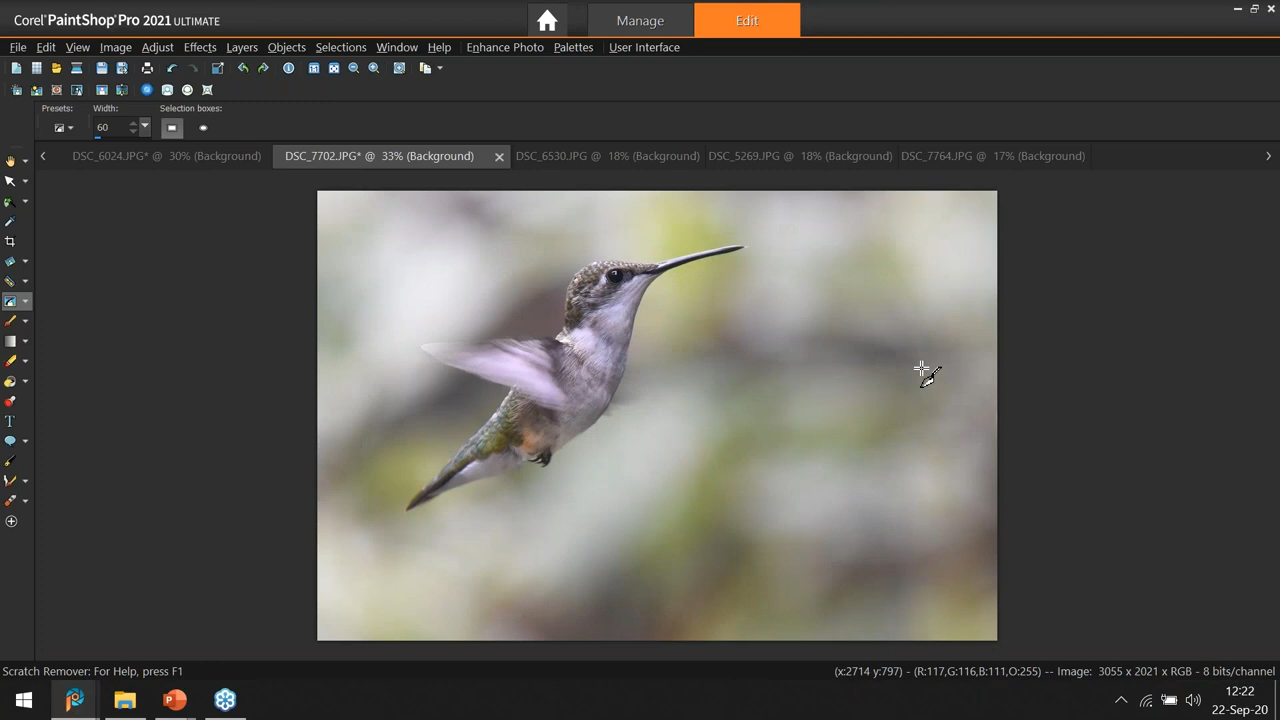 Corel® PaintShop® Pro 2021 ULTIMATE
Manage
Edit
File Edit View Image Adjust Effects Layers Objects Selections Window Help Enhance Photo Palettes User Interface
Presets: Width: Selection boxes:
60
DSC_6024.JPG* @ 30% (Background)
DSC_7702.JPG* @ 33% (Background)
DSC_6530.JPG @ 18% (Background)
DSC_5269.JPG @ 18% (Background)
DSC_7764.JPG @ 17% (Background)
Scratch Remover: For Help, press F1
(x:2714 y:797) - (R:117,G:116,B:111,O:255) -- Image: 3055 x 2021 x RGB - 8 bits/channel
12:22
22-Sep-20